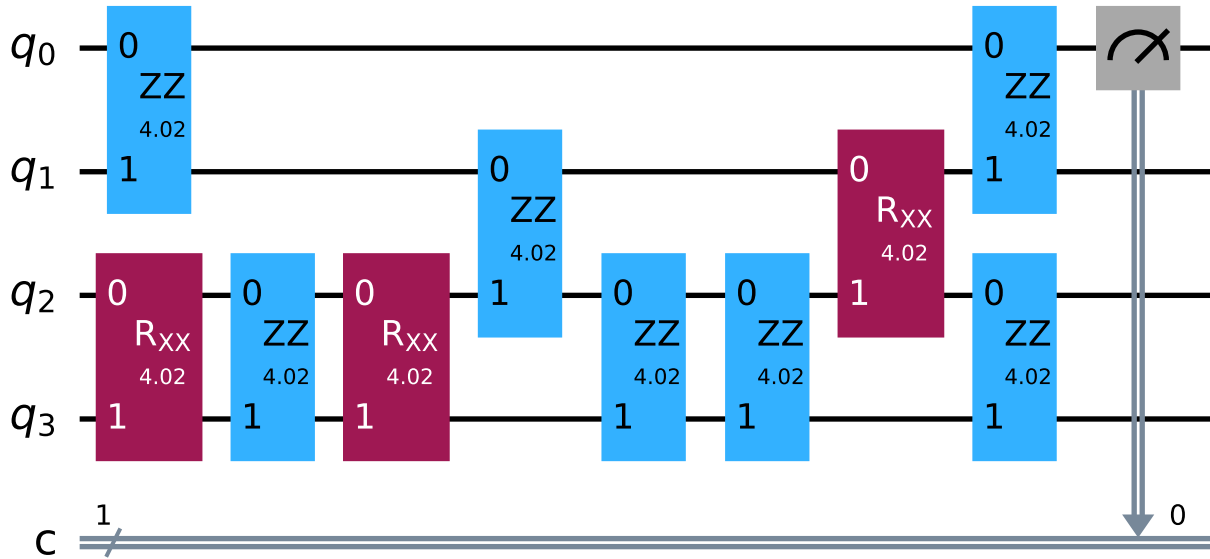 q0 0 ZZ 4.02 1 0 ZZ 4.02 1
q1 0 ZZ 4.02 1 0 RXX 4.02 1
q2 0 RXX 4.02 1 0 ZZ 4.02 1 0 RXX 4.02 1 0 ZZ 4.02 1 0 ZZ 4.02 1 0 ZZ 4.02 1
q3
c 1 0